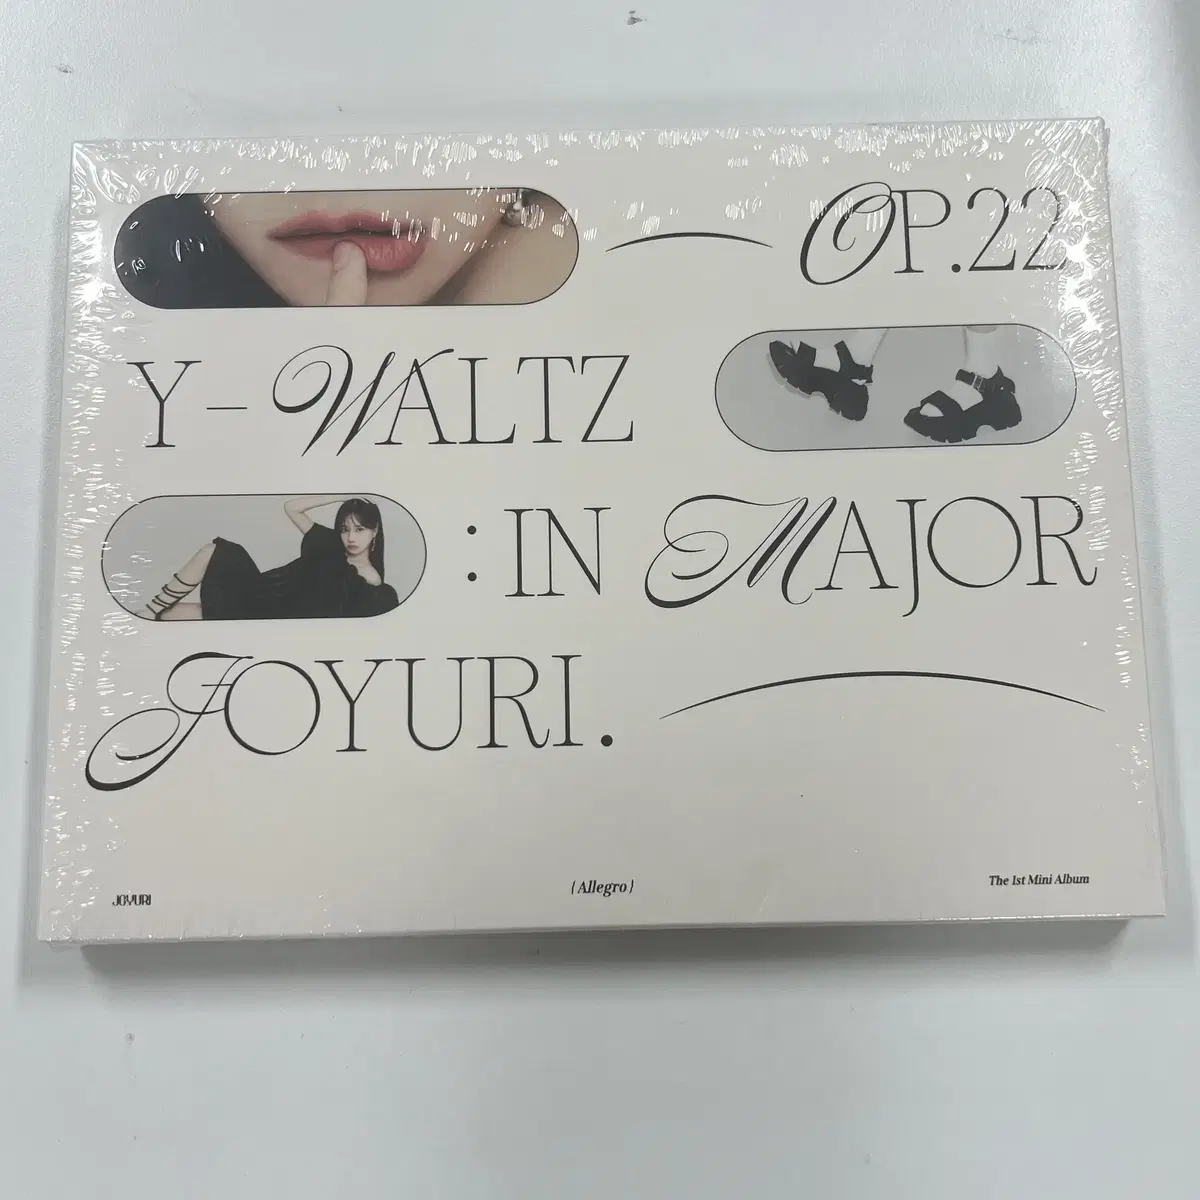 OP.22
Y-WALTZ
:IN MAJOR
JOYURI.
JOYURI
{Allegro}
The 1st Mini Album